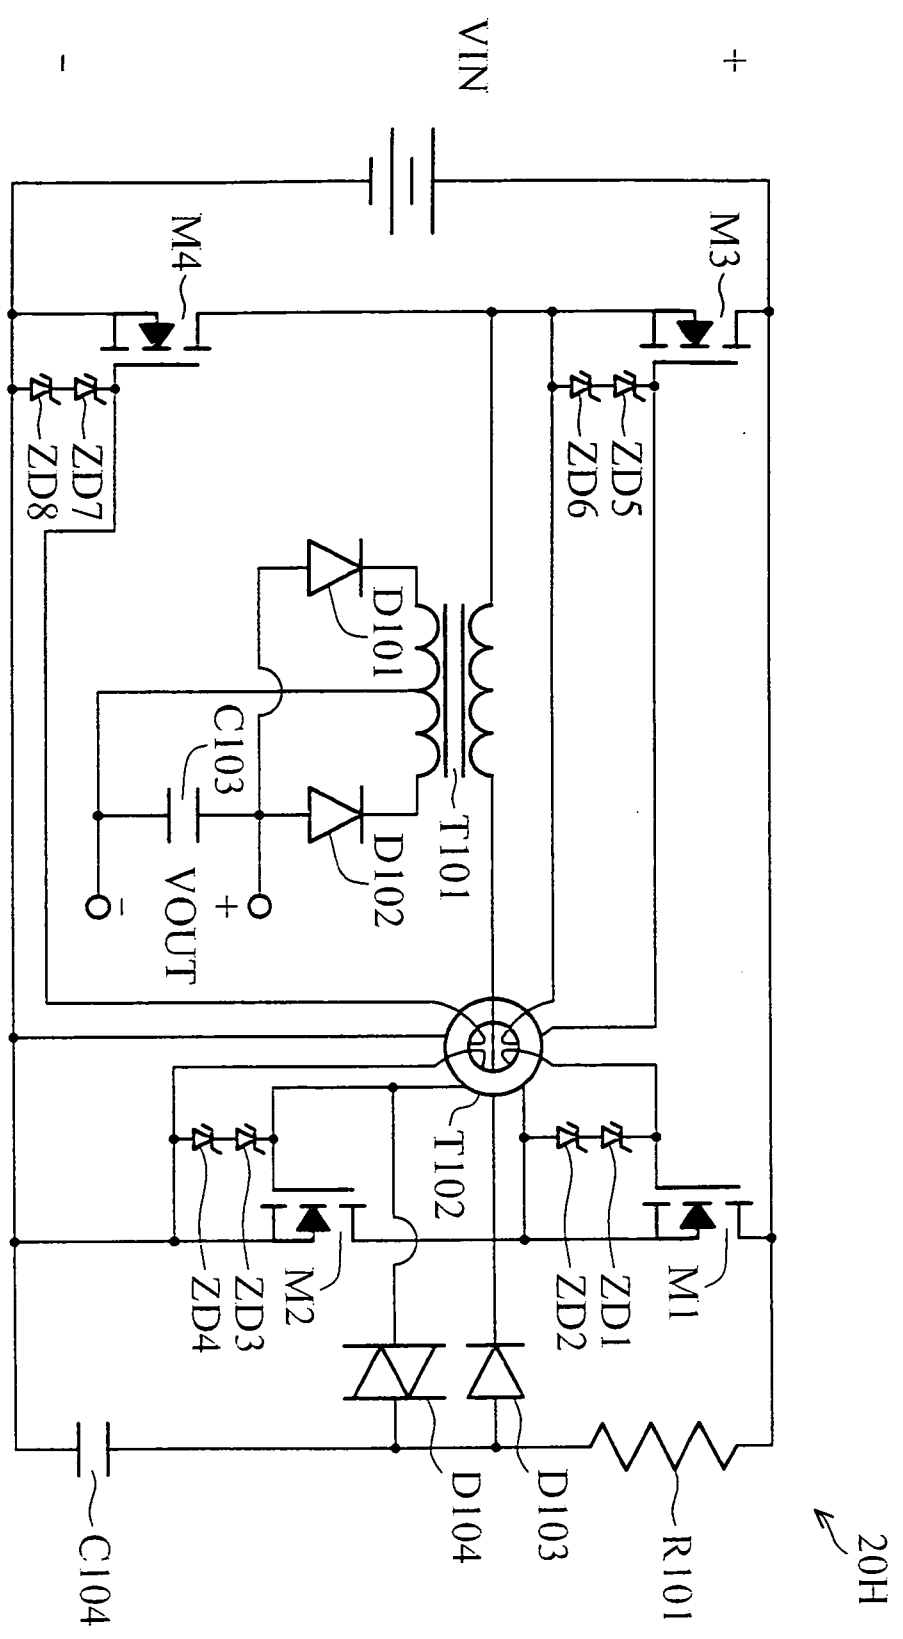 20H
+
VIN
-
M3
ZD5
ZD6
M4
ZD7
ZD8
D101
T101
C103
D102
+
VOUT
-
T102
M1
ZD1
ZD2
M2
ZD3
ZD4
R101
D103
D104
C104